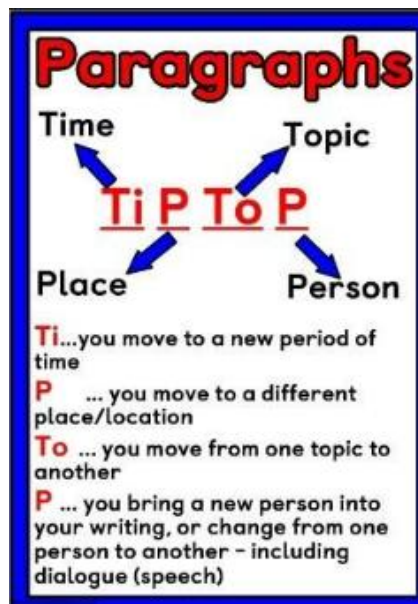 Paragraphs
Time
Topic
Ti P To P
Place
Person
Ti...you move to a new period of
time
P ... you move to a different
place/location
To ... you move from one topic to
another
P ... you bring a new person into
your writing, or change from one
person to another – including
dialogue (speech)